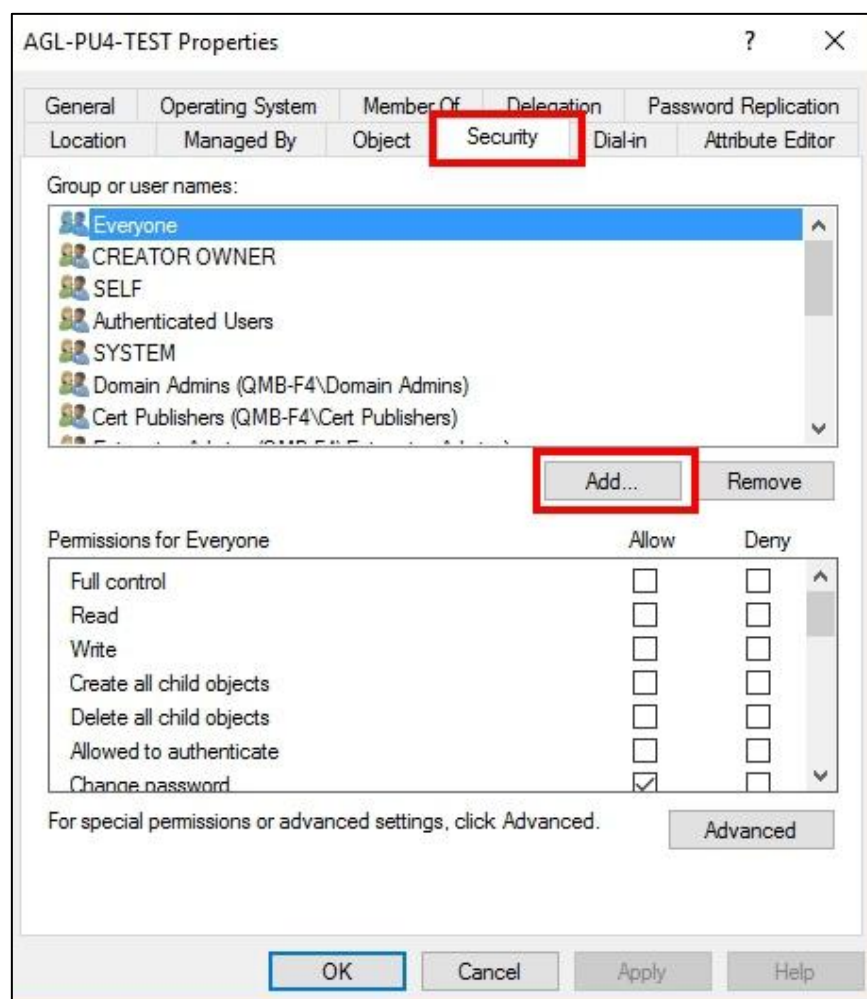 AGL-PU4-TEST Properties ? ×
General Operating System Member Of Delegation Password Replication
Location Managed By Object Security Dial-in Attribute Editor
Group or user names:
Everyone
CREATOR OWNER
SELF
Authenticated Users
SYSTEM
Domain Admins (QMB-F4\Domain Admins)
Cert Publishers (QMB-F4\Cert Publishers)
Add... Remove
Permissions for Everyone Allow Deny
Full control
Read
Write
Create all child objects
Delete all child objects
Allowed to authenticate
Change password
For special permissions or advanced settings, click Advanced.
Advanced
OK Cancel Apply Help